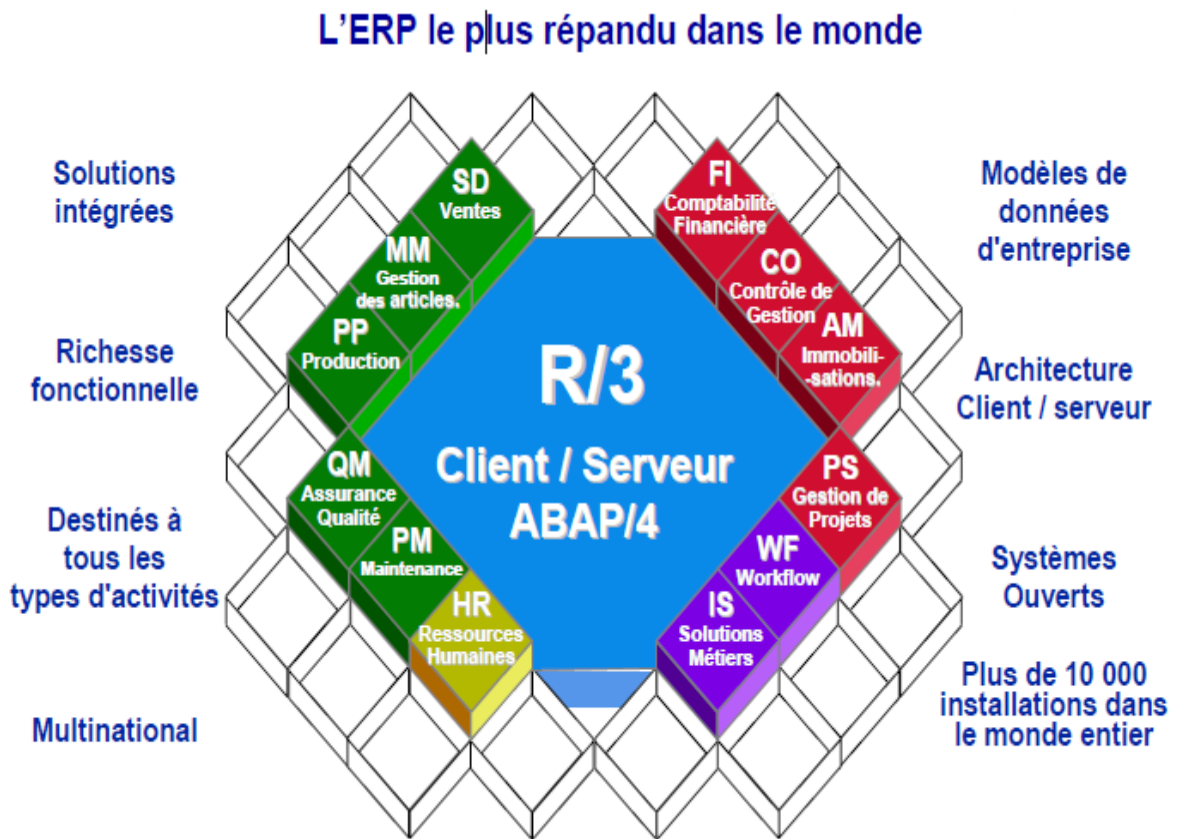 L'ERP le plus répandu dans le monde
Solutions
intégrées
Richesse
fonctionnelle
Destinés à
tous les
types d'activités
Multinational
SD
Ventes
MM
Gestion
des articles.
PP
Production
QM
Assurance
Qualité
PM
Maintenance
HR
Ressources
Humaines
R/3
Client / Serveur
ABAP/4
FI
Comptabilité
Financière
CO
Contrôle de
Gestion
AM
Immobili-
-sations.
PS
Gestion de
Projets
WF
Workflow
IS
Solutions
Métiers
Modèles de
données
d'entreprise
Architecture
Client / serveur
Systèmes
Ouverts
Plus de 10 000
installations dans
le monde entier